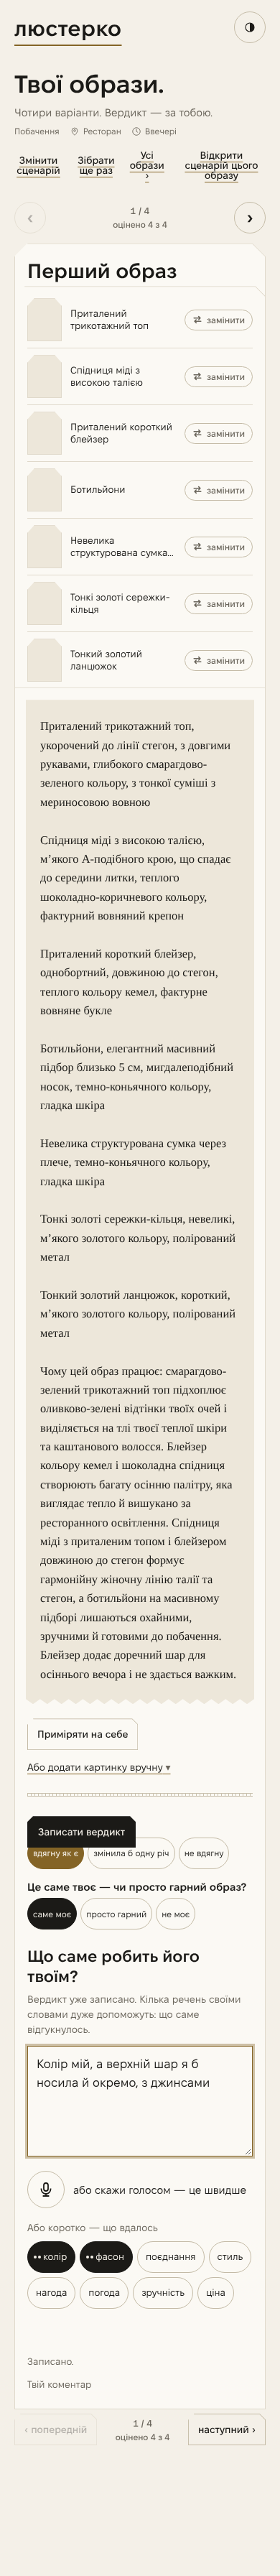 люстерко
Твої образи.
Чотири варіанти. Вердикт — за тобою.
Побачення Ресторан Ввечері
Змінити сценарій
Зібрати ще раз
Усі образи ›
Відкрити сценарій цього образу
‹ 1 / 4 ›
оцінено 4 з 4
Перший образ
Приталений
трикотажний топ
замінити
Спідниця міді з
високою талією
замінити
Приталений короткий
блейзер
замінити
Ботильйони
замінити
Невелика
структурована сумка...
замінити
Тонкі золоті сережки-
кільця
замінити
Тонкий золотий
ланцюжок
замінити
Приталений трикотажний топ,
укорочений до лінії стегон, з довгими
рукавами, глибокого смарагдово-
зеленого кольору, з тонкої суміші з
мериносовою вовною
Спідниця міді з високою талією,
м’якого А-подібного крою, що спадає
до середини литки, теплого
шоколадно-коричневого кольору,
фактурний вовняний крепон
Приталений короткий блейзер,
однобортний, довжиною до стегон,
теплого кольору кемел, фактурне
вовняне букле
Ботильйони, елегантний масивний
підбор близько 5 см, мигдалеподібний
носок, темно-коньячного кольору,
гладка шкіра
Невелика структурована сумка через
плече, темно-коньячного кольору,
гладка шкіра
Тонкі золоті сережки-кільця, невеликі,
м’якого золотого кольору, полірований
метал
Тонкий золотий ланцюжок, короткий,
м’якого золотого кольору, полірований
метал
Чому цей образ працює: смарагдово-
зелений трикотажний топ підхоплює
оливково-зелені відтінки твоїх очей і
виділяється на тлі твоєї теплої шкіри
та каштанового волосся. Блейзер
кольору кемел і шоколадна спідниця
створюють багату осінню палітру, яка
виглядає тепло й вишукано за
ресторанного освітлення. Спідниця
міді з приталеним топом і блейзером
довжиною до стегон формує
гармонійну жіночну лінію талії та
стегон, а ботильйони на масивному
підборі лишаються охайними,
зручними й готовими до побачення.
Блейзер додає доречний шар для
осіннього вечора і не здається важким.
Приміряти на себе
Або додати картинку вручну ▾
Записати вердикт
вдягну як є змінила б одну річ не вдягну
Це саме твоє — чи просто гарний образ?
саме моє просто гарний не моє
Що саме робить його
твоїм?
Вердикт уже записано. Кілька речень своїми
словами дуже допоможуть: що саме
відгукнулось.
Колір мій, а верхній шар я б
носила й окремо, з джинсами
або скажи голосом — це швидше
Або коротко — що вдалось
•• колір •• фасон поєднання стиль
нагода погода зручність ціна
Записано.
Твій коментар
‹ попередній 1 / 4 наступний ›
оцінено 4 з 4